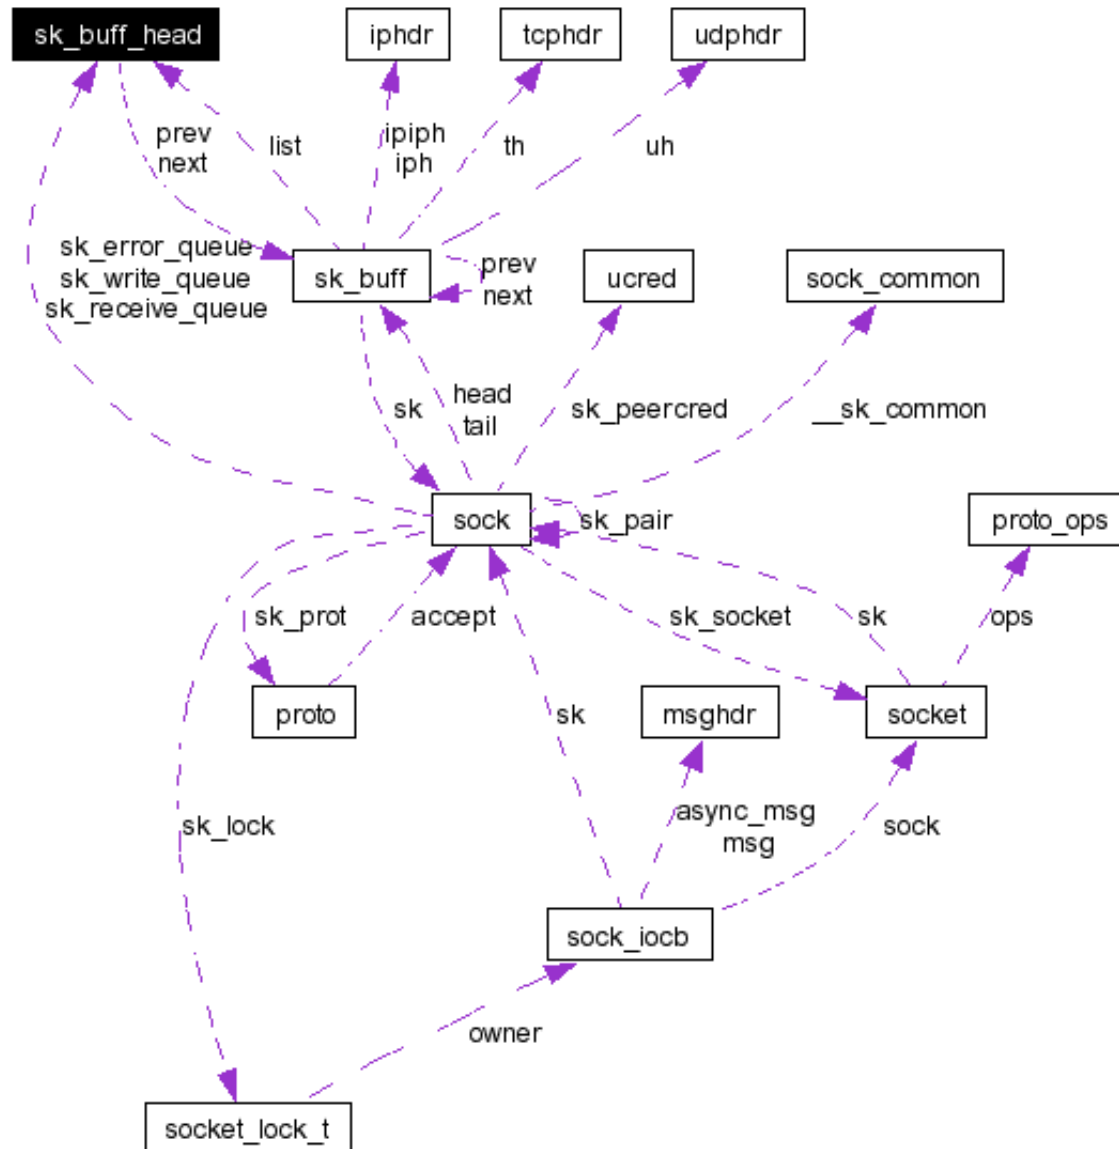 sk_buff_head
iphdr
tcphdr
udphdr
prev
next
list
ipiph
iph
th
uh
sk_error_queue
sk_write_queue
sk_receive_queue
sk_buff
prev
next
ucred
sock_common
sk
head
tail
sk_peercred
__sk_common
sock
sk_pair
proto_ops
sk_prot
accept
sk_socket
sk
ops
proto
sk
msghdr
socket
sk_lock
async_msg
msg
sock
sock_iocb
owner
socket_lock_t